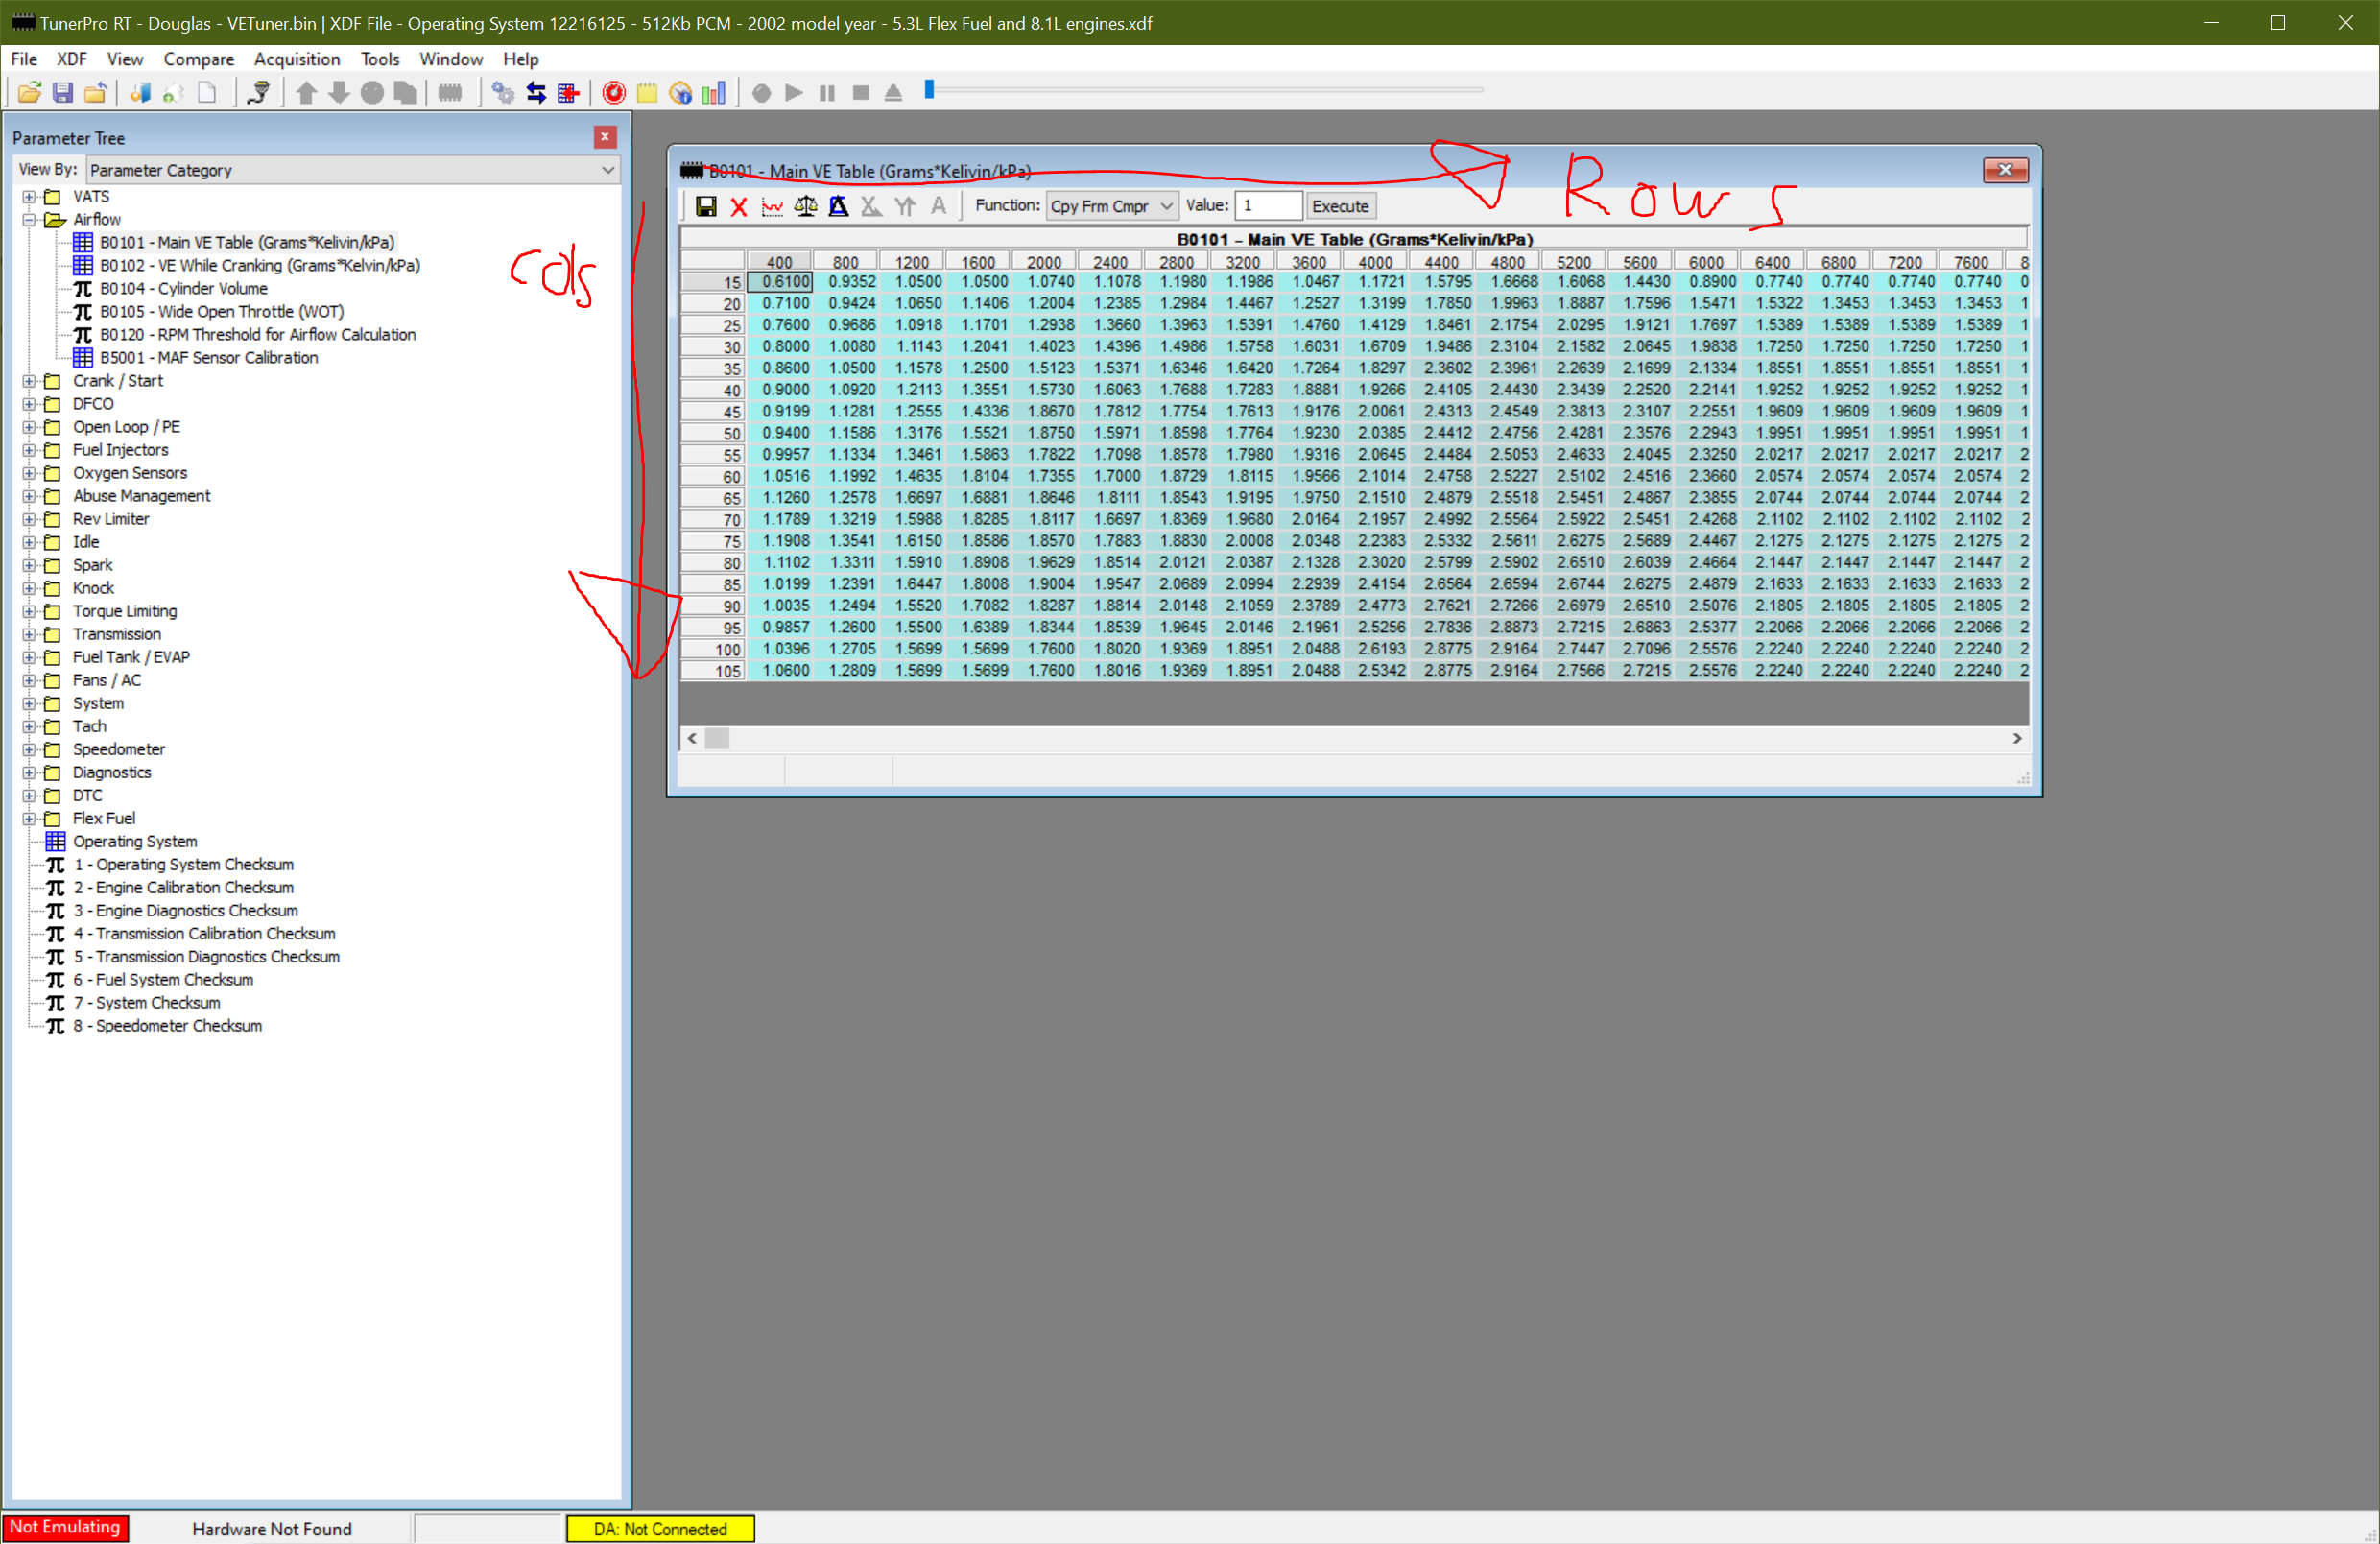 TunerPro RT - Douglas - VETuner.bin | XDF File - Operating System 12216125 - 512Kb PCM - 2002 model year - 5.3L Flex Fuel and 8.1L engines.xdf
File XDF View Compare Acquisition Tools Window Help
Parameter Tree
View By: Parameter Category
VATS
Airflow
B0101 - Main VE Table (Grams*Kelivin/kPa)
B0102 - VE While Cranking (Grams*Kelvin/kPa)
B0104 - Cylinder Volume
B0105 - Wide Open Throttle (WOT)
B0120 - RPM Threshold for Airflow Calculation
B5001 - MAF Sensor Calibration
Crank / Start
DFCO
Open Loop / PE
Fuel Injectors
Oxygen Sensors
Abuse Management
Rev Limiter
Idle
Spark
Knock
Torque Limiting
Transmission
Fuel Tank / EVAP
Fans / AC
System
Tach
Speedometer
Diagnostics
DTC
Flex Fuel
Operating System
1 - Operating System Checksum
2 - Engine Calibration Checksum
3 - Engine Diagnostics Checksum
4 - Transmission Calibration Checksum
5 - Transmission Diagnostics Checksum
6 - Fuel System Checksum
7 - System Checksum
8 - Speedometer Checksum
cols
Rows
B0101 - Main VE Table (Grams*Kelivin/kPa)
Function: Cpy Frm Cmpr Value: 1 Execute
B0101 - Main VE Table (Grams*Kelivin/kPa)
400 800 1200 1600 2000 2400 2800 3200 3600 4000 4400 4800 5200 5600 6000 6400 6800 7200 7600 8
15 0.6100 0.9352 1.0500 1.0500 1.0740 1.1078 1.1980 1.1986 1.0467 1.1721 1.5795 1.6668 1.6068 1.4430 0.8900 0.7740 0.7740 0.7740 0.7740 0
20 0.7100 0.9424 1.0650 1.1406 1.2004 1.2385 1.2984 1.4467 1.2527 1.3199 1.7850 1.9963 1.8887 1.7596 1.5471 1.5322 1.3453 1.3453 1.3453 1
25 0.7600 0.9686 1.0918 1.1701 1.2938 1.3660 1.3963 1.5391 1.4760 1.4129 1.8461 2.1754 2.0295 1.9121 1.7697 1.5389 1.5389 1.5389 1.5389 1
30 0.8000 1.0080 1.1143 1.2041 1.4023 1.4396 1.4986 1.5758 1.6031 1.6709 1.9486 2.3104 2.1582 2.0645 1.9838 1.7250 1.7250 1.7250 1.7250 1
35 0.8600 1.0500 1.1578 1.2500 1.5123 1.5371 1.6346 1.6420 1.7264 1.8297 2.3602 2.3961 2.2639 2.1699 2.1334 1.8551 1.8551 1.8551 1.8551 1
40 0.9000 1.0920 1.2113 1.3551 1.5730 1.6063 1.7688 1.7283 1.8881 1.9266 2.4105 2.4430 2.3439 2.2520 2.2141 1.9252 1.9252 1.9252 1.9252 1
45 0.9199 1.1281 1.2555 1.4336 1.8670 1.7812 1.7754 1.7613 1.9176 2.0061 2.4313 2.4549 2.3813 2.3107 2.2551 1.9609 1.9609 1.9609 1.9609 1
50 0.9400 1.1586 1.3176 1.5521 1.8750 1.5971 1.8598 1.7764 1.9230 2.0385 2.4412 2.4756 2.4281 2.3576 2.2943 1.9951 1.9951 1.9951 1.9951 1
55 0.9957 1.1334 1.3461 1.5863 1.7822 1.7098 1.8578 1.7980 1.9316 2.0645 2.4484 2.5053 2.4633 2.4045 2.3250 2.0217 2.0217 2.0217 2.0217 2
60 1.0516 1.1992 1.4635 1.8104 1.7355 1.7000 1.8729 1.8115 1.9566 2.1014 2.4758 2.5227 2.5102 2.4516 2.3660 2.0574 2.0574 2.0574 2.0574 2
65 1.1260 1.2578 1.6697 1.6881 1.8646 1.8111 1.8543 1.9195 1.9750 2.1510 2.4879 2.5518 2.5451 2.4867 2.3855 2.0744 2.0744 2.0744 2.0744 2
70 1.1789 1.3219 1.5988 1.8285 1.8117 1.6697 1.8369 1.9680 2.0164 2.1957 2.4992 2.5564 2.5922 2.5451 2.4268 2.1102 2.1102 2.1102 2.1102 2
75 1.1908 1.3541 1.6150 1.8586 1.8570 1.7883 1.8830 2.0008 2.0348 2.2383 2.5332 2.5611 2.6275 2.5689 2.4467 2.1275 2.1275 2.1275 2.1275 2
80 1.1102 1.3311 1.5910 1.8908 1.9629 1.8514 2.0121 2.0387 2.1328 2.3020 2.5799 2.5902 2.6510 2.6039 2.4664 2.1447 2.1447 2.1447 2.1447 2
85 1.0199 1.2391 1.6447 1.8008 1.9004 1.9547 2.0689 2.0994 2.2939 2.4154 2.6564 2.6594 2.6744 2.6275 2.4879 2.1633 2.1633 2.1633 2.1633 2
90 1.0035 1.2494 1.5520 1.7082 1.8287 1.8814 2.0148 2.1059 2.3789 2.4773 2.7621 2.7266 2.6979 2.6510 2.5076 2.1805 2.1805 2.1805 2.1805 2
95 0.9857 1.2600 1.5500 1.6389 1.8344 1.8539 1.9645 2.0146 2.1961 2.5256 2.7836 2.8873 2.7215 2.6863 2.5377 2.2066 2.2066 2.2066 2.2066 2
100 1.0396 1.2705 1.5699 1.5699 1.7600 1.8020 1.9369 1.8951 2.0488 2.6193 2.8775 2.9164 2.7447 2.7096 2.5576 2.2240 2.2240 2.2240 2.2240 2
105 1.0600 1.2809 1.5699 1.5699 1.7600 1.8016 1.9369 1.8951 2.0488 2.5342 2.8775 2.9164 2.7566 2.7215 2.5576 2.2240 2.2240 2.2240 2.2240 2
Not Emulating Hardware Not Found DA: Not Connected